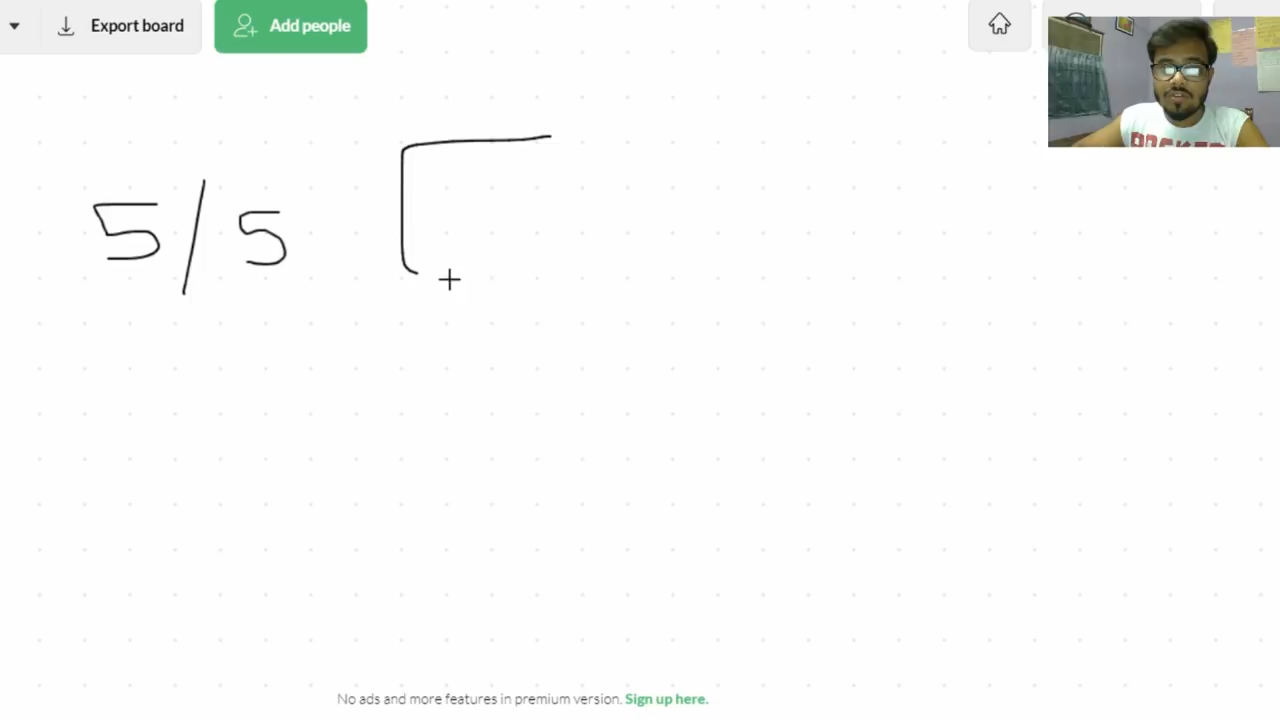 Export board
Add people
5/5
No ads and more features in premium version. Sign up here.